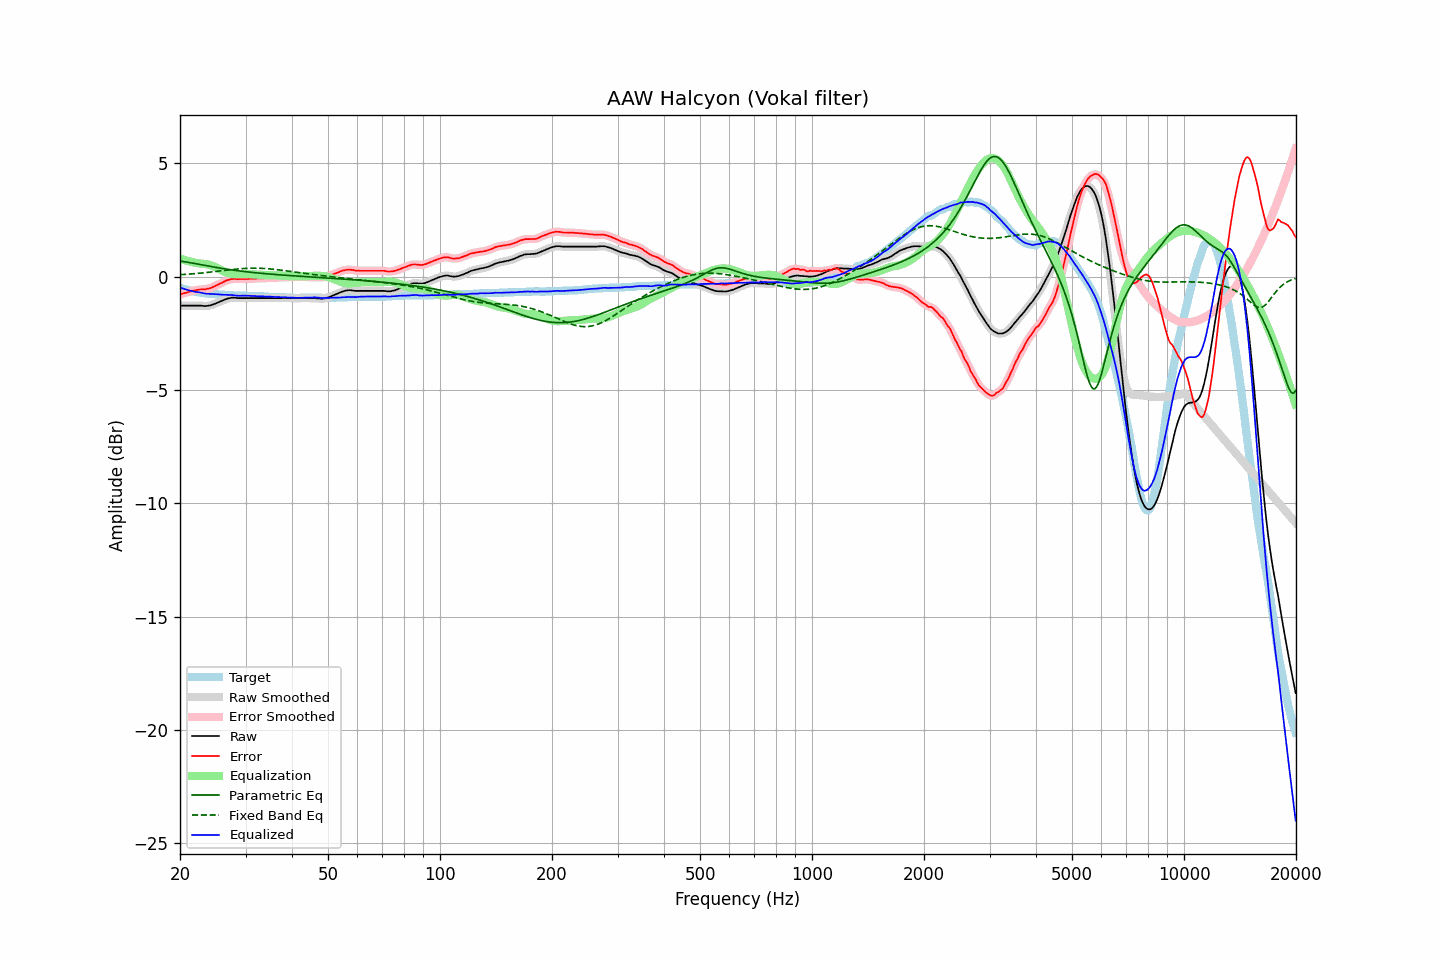 AAW Halcyon (Vokal filter)
Amplitude (dBr)
5
0
−5
−10
−15
−20
−25
Target
Raw Smoothed
Error Smoothed
Raw
Error
Equalization
Parametric Eq
Fixed Band Eq
Equalized
20 50 100 200 500 1000 2000 5000 10000 20000
Frequency (Hz)